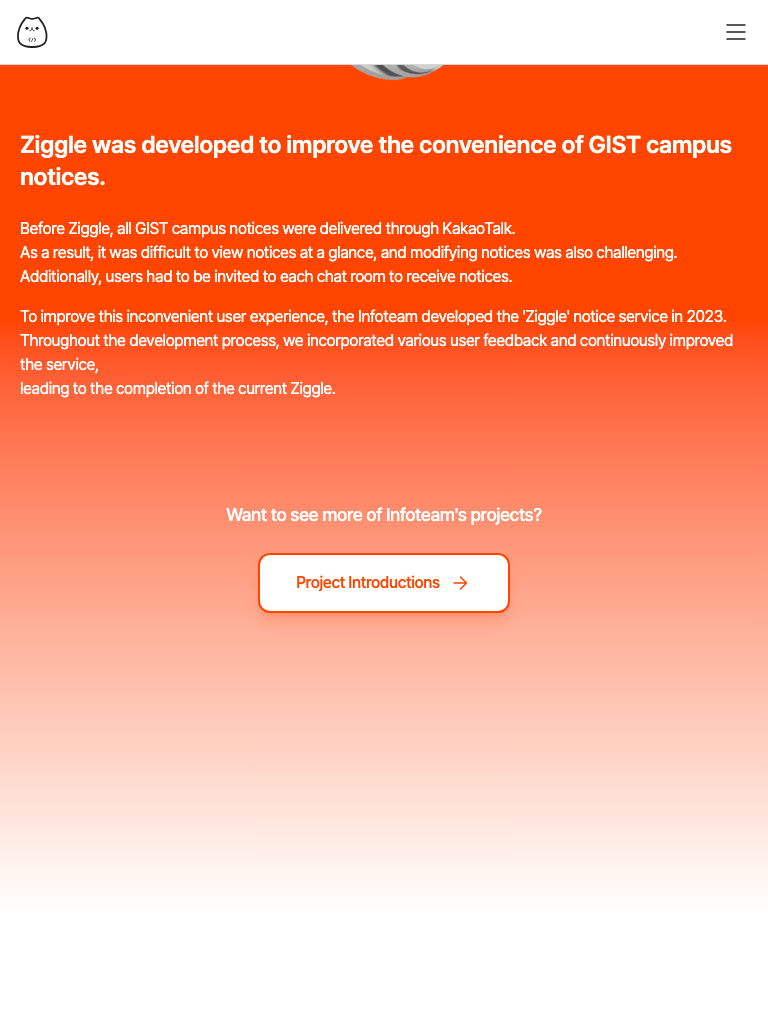 Ziggle was developed to improve the convenience of GIST campus
notices.
Before Ziggle, all GIST campus notices were delivered through KakaoTalk.
As a result, it was difficult to view notices at a glance, and modifying notices was also challenging.
Additionally, users had to be invited to each chat room to receive notices.
To improve this inconvenient user experience, the Infoteam developed the 'Ziggle' notice service in 2023.
Throughout the development process, we incorporated various user feedback and continuously improved
the service,
leading to the completion of the current Ziggle.
Want to see more of Infoteam's projects?
Project Introductions